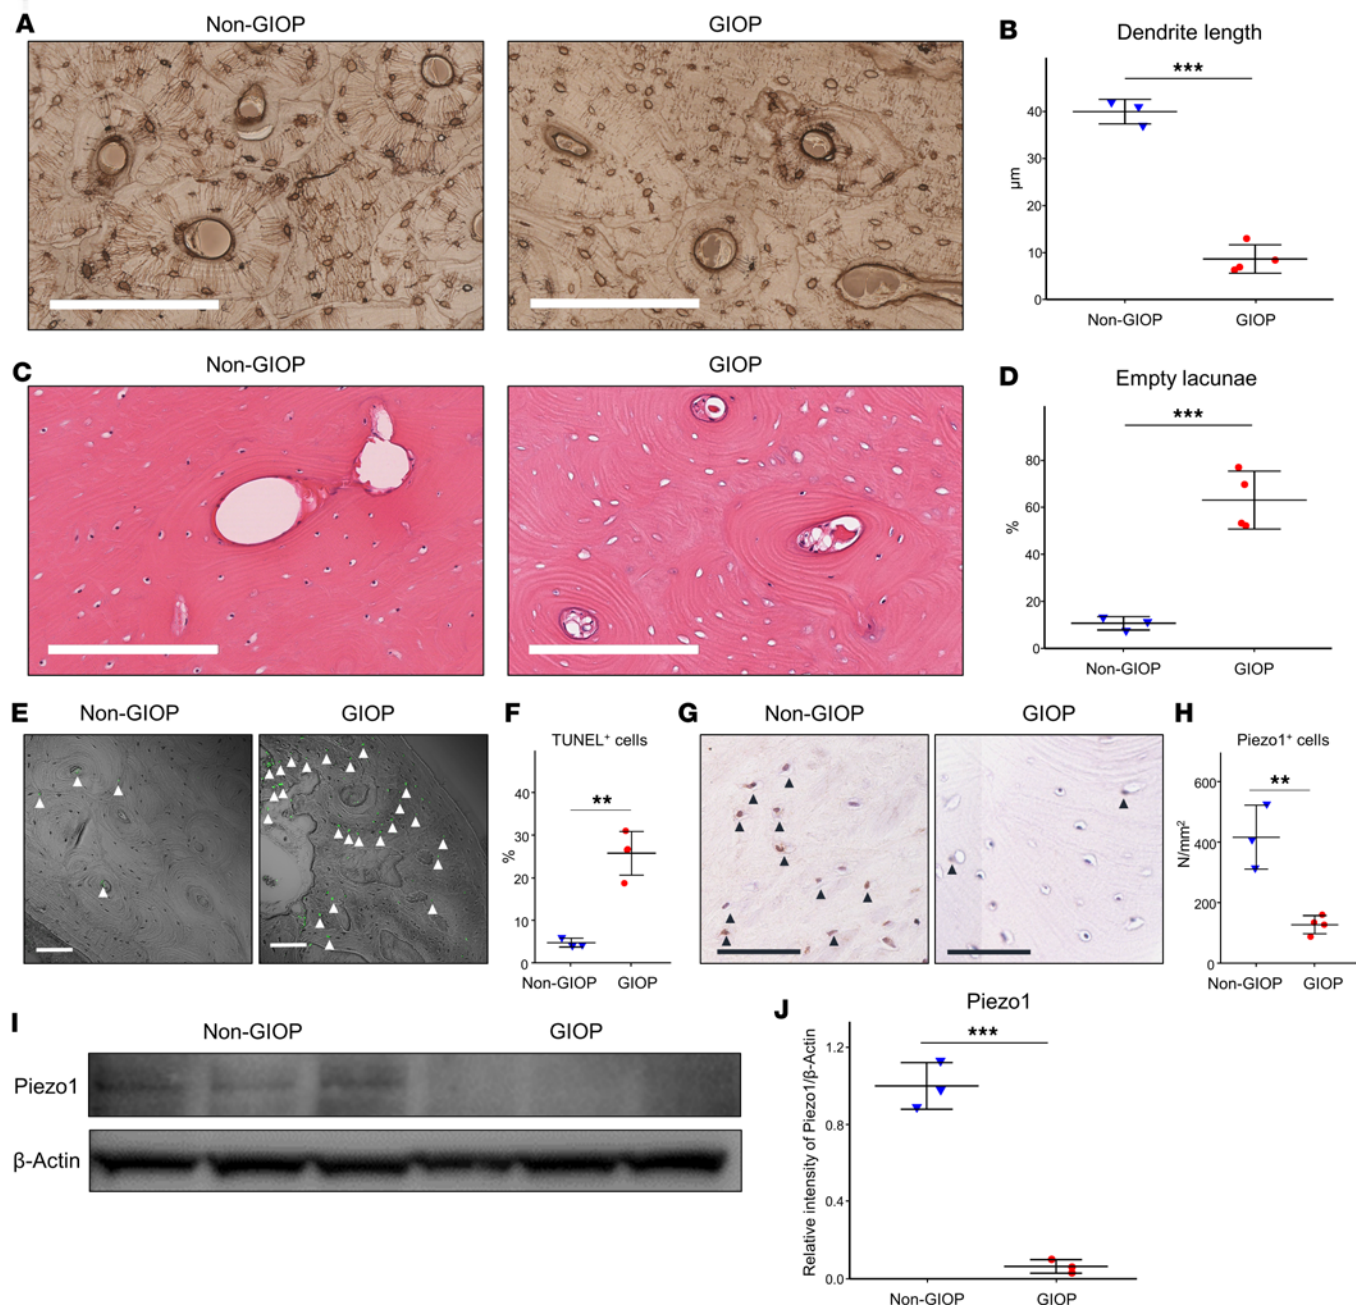 A
Non-GIOP
GIOP
B
Dendrite length
***
40
30
20
10
0
μm
Non-GIOP
GIOP
C
Non-GIOP
GIOP
D
Empty lacunae
***
80
60
40
20
0
%
Non-GIOP
GIOP
E
Non-GIOP
GIOP
F
TUNEL⁺ cells
**
40
30
20
10
0
%
Non-GIOP
GIOP
G
Non-GIOP
GIOP
H
Piezo1⁺ cells
**
600
400
200
0
N/mm²
Non-GIOP
GIOP
I
Non-GIOP
GIOP
Piezo1
β-Actin
J
Piezo1
***
1.2
0.8
0.4
0.0
Relative intensity of Piezo1/β-Actin
Non-GIOP
GIOP